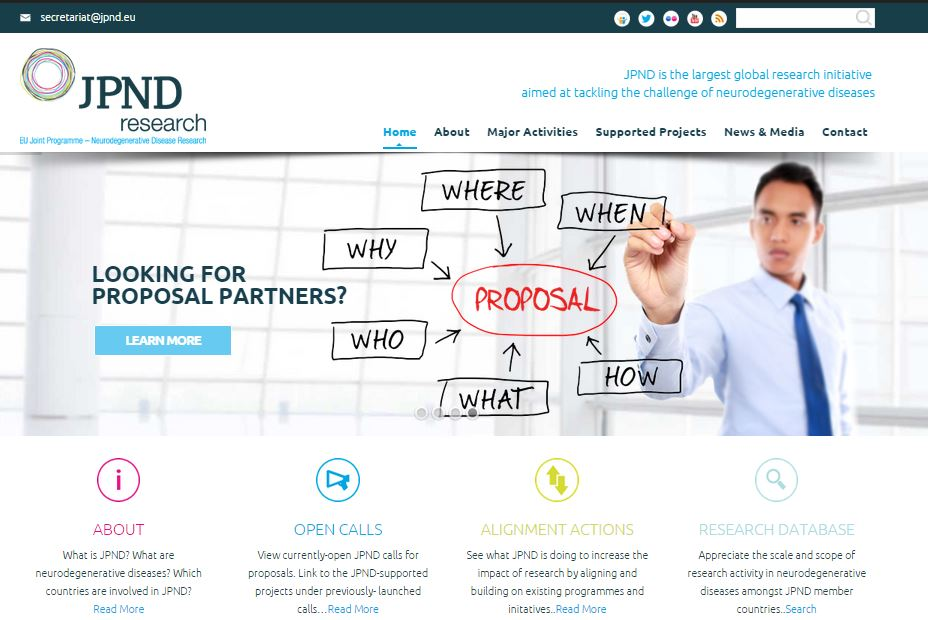 secretariat@jpnd.eu
JPND
research
EU Joint Programme – Neurodegenerative Disease Research
JPND is the largest global research initiative
aimed at tackling the challenge of neurodegenerative diseases
Home About Major Activities Supported Projects News & Media Contact
LOOKING FOR
PROPOSAL PARTNERS?
LEARN MORE
WHERE
WHEN
WHY
PROPOSAL
WHO
HOW
WHAT
i
ABOUT
What is JPND? What are
neurodegenerative diseases? Which
countries are involved in JPND?
Read More
OPEN CALLS
View currently-open JPND calls for
proposals. Link to the JPND-supported
projects under previously- launched
calls...Read More
ALIGNMENT ACTIONS
See what JPND is doing to increase the
impact of research by aligning and
building on existing programmes and
initatives..Read More
RESEARCH DATABASE
Appreciate the scale and scope of
research activity in neurodegenerative
diseases amongst JPND member
countries..Search